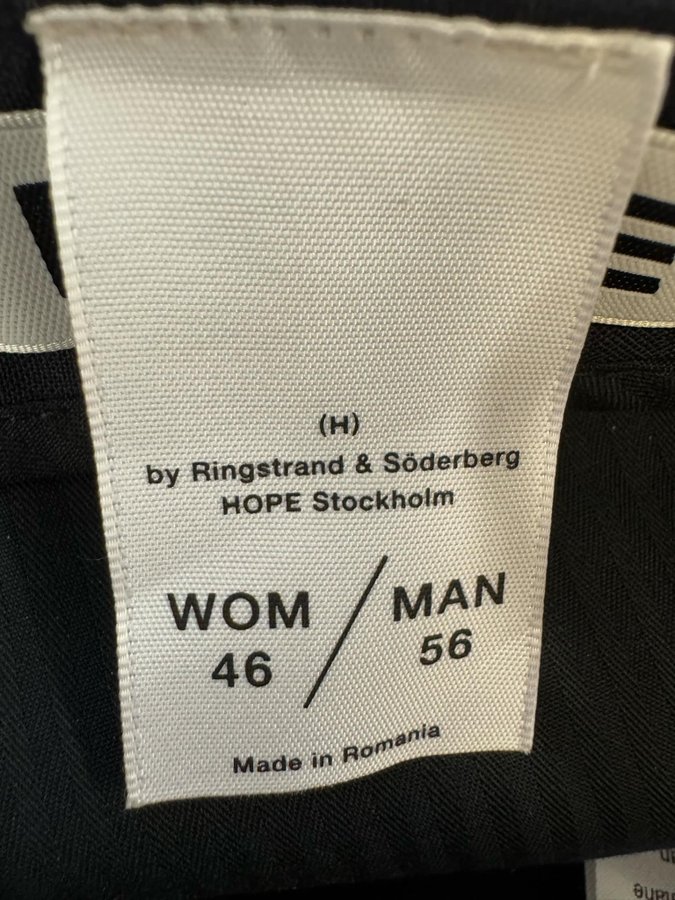 (H)
by Ringstrand & Söderberg
HOPE Stockholm
WOM / MAN
46 56
Made in Romania